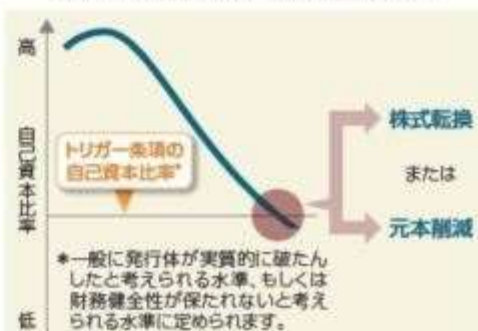 高
自己資本比率
低
トリガー条項の
自己資本比率*
株式転換
または
元本削減
*一般に発行体が実質的に破たん
したと考えられる水準、もしくは
財務健全性が保たれないと考え
られる水準に定められます。